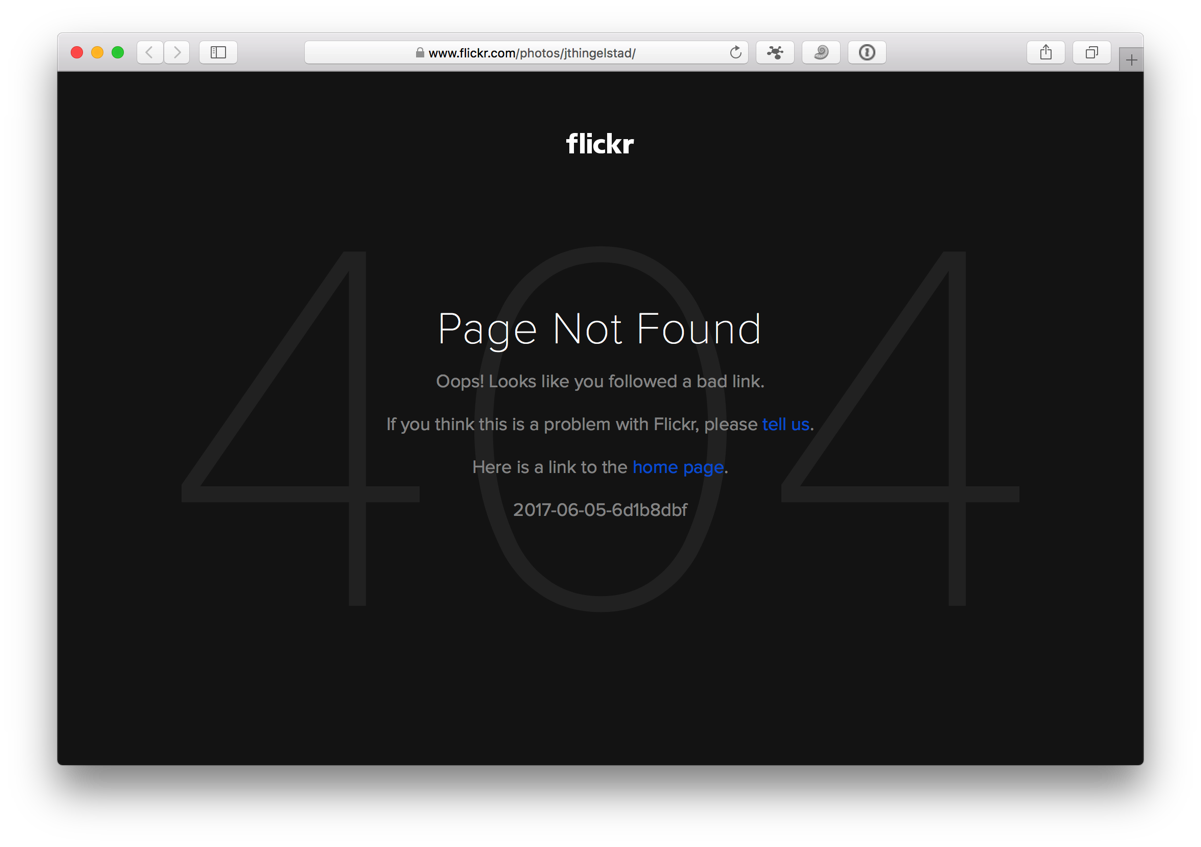 www.flickr.com/photos/jthingelstad/
flickr
404
Page Not Found
Oops! Looks like you followed a bad link.
If you think this is a problem with Flickr, please tell us.
Here is a link to the home page.
2017-06-05-6d1b8dbf